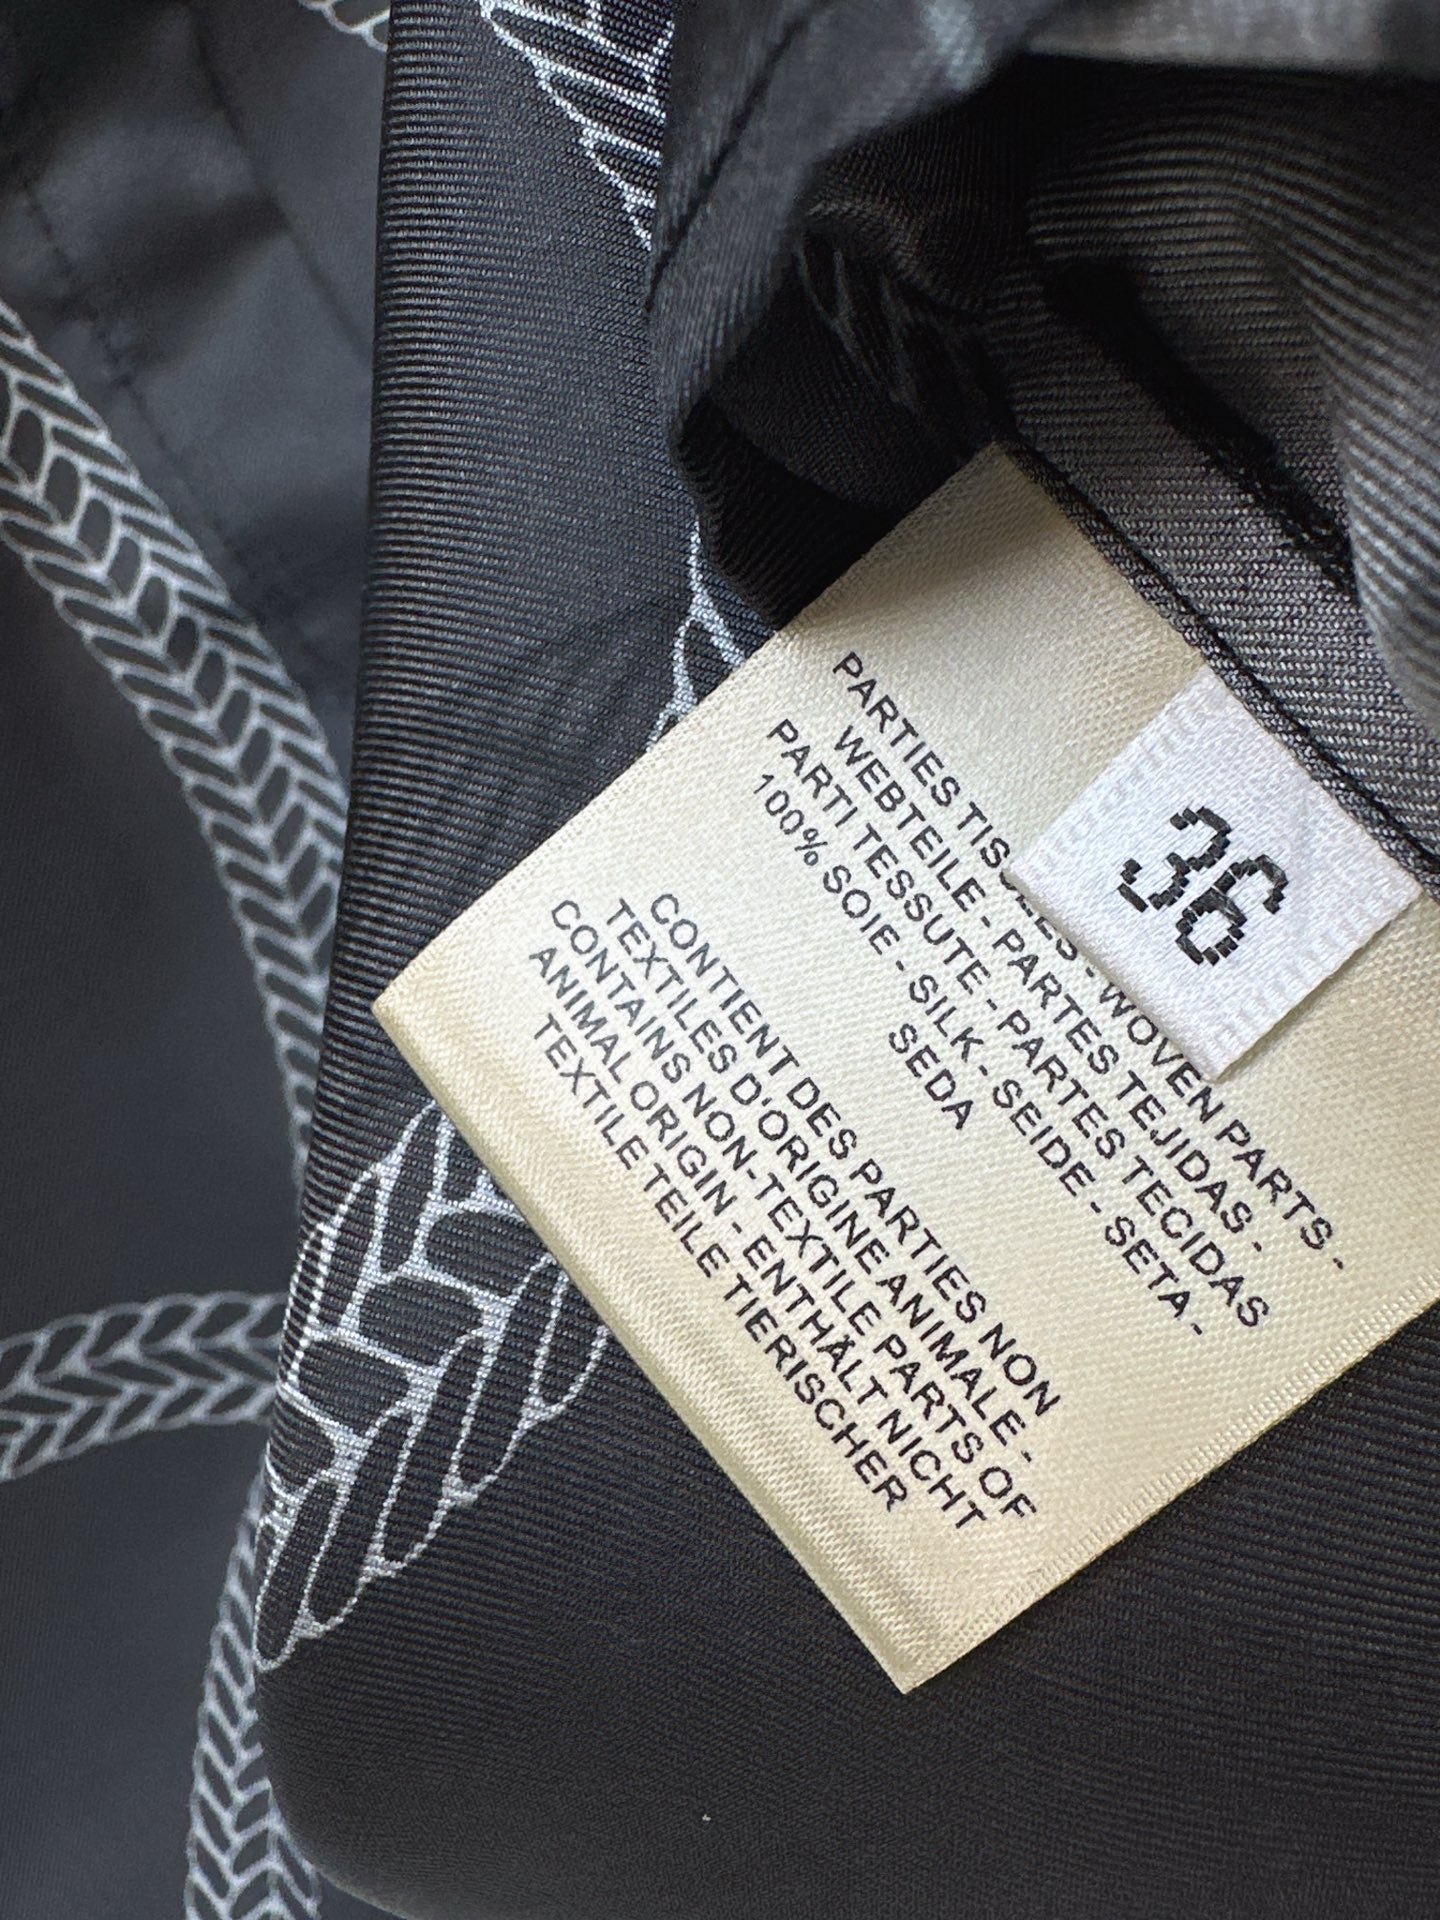 36
PARTIES TISSÉES - WOVEN PARTS -
WEBTEILE - PARTES TEJIDAS -
PARTI TESSUTE - PARTES TECIDAS
100% SOIE - SILK - SEIDE - SETA -
SEDA
CONTIENT DES PARTIES NON
TEXTILES D'ORIGINE ANIMALE -
CONTAINS NON-TEXTILE PARTS OF
ANIMAL ORIGIN - ENTHÄLT NICHT
TEXTILE TEILE TIERISCHER